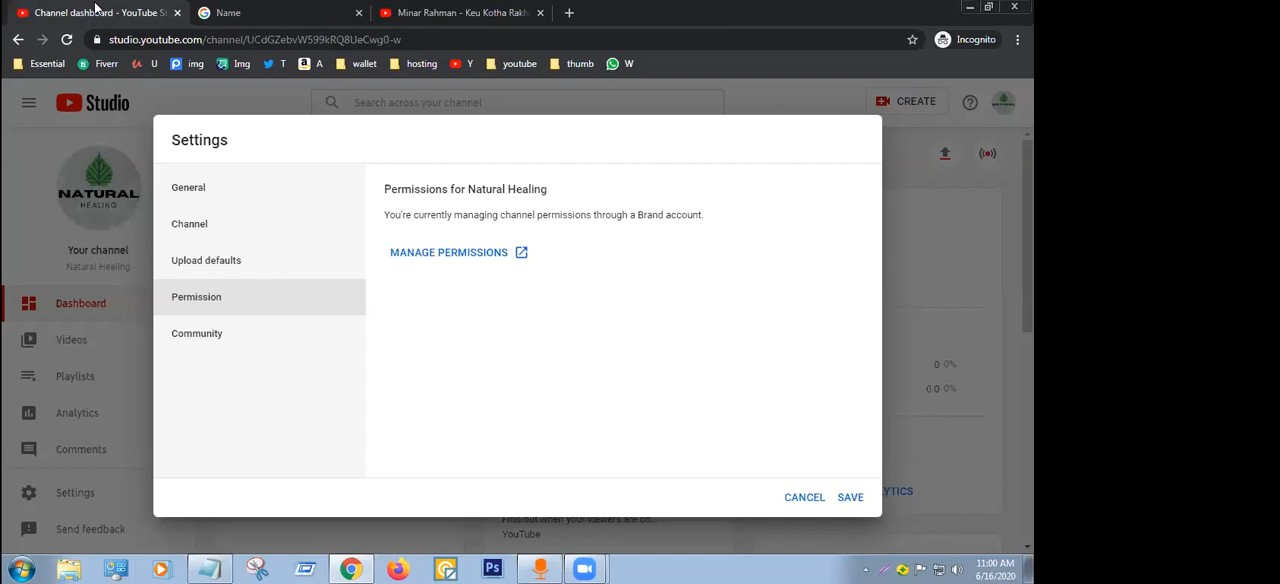 Channel dashboard - YouTube St
Name
Minar Rahman - Keu Kotha Rakh
studio.youtube.com/channel/UCdGZebvW599kRQ8UeCwg0-w
Incognito
Essential
Fiverr
U
img
Img
T
A
wallet
hosting
Y
youtube
thumb
W
Studio
Search across your channel
CREATE
NATURAL
HEALING
Your channel
Natural Healing
Dashboard
Videos
Playlists
Analytics
Comments
Settings
Send feedback
Settings
General
Channel
Upload defaults
Permission
Community
Permissions for Natural Healing
You're currently managing channel permissions through a Brand account.
MANAGE PERMISSIONS
CANCEL SAVE
0 0%
0.0 0%
YTICS
Find out when your viewers are on
YouTube
Ps
11:00 AM
6/16/2020